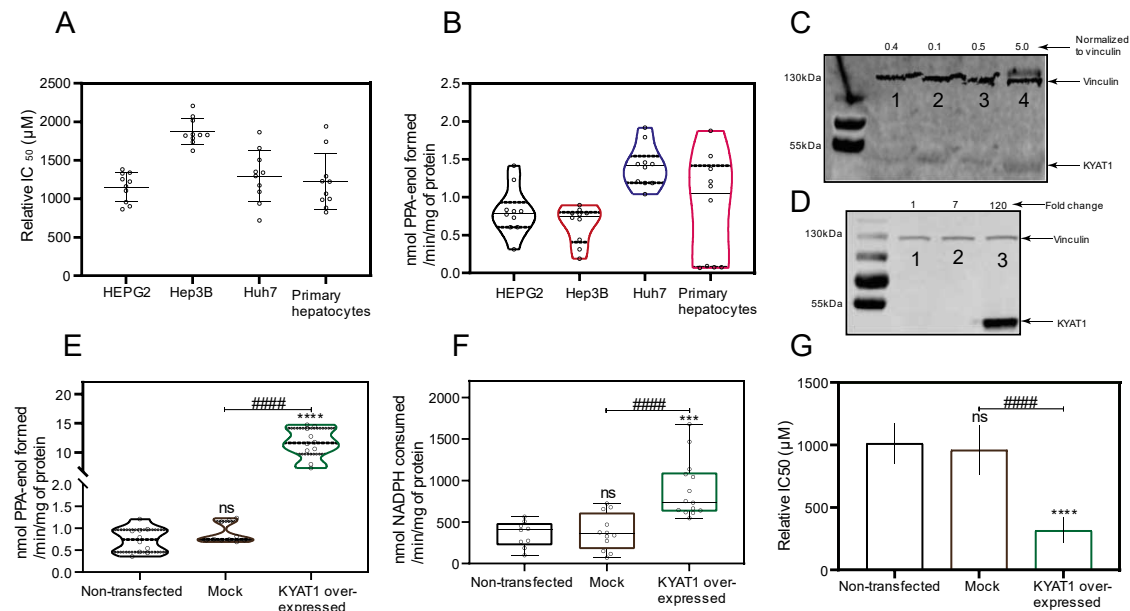 A
Relative IC 50 (µM)
2500
2000
1500
1000
500
0
HEPG2
Hep3B
Huh7
Primary
hepatocytes
B
nmol PPA-enol formed
/min/mg of protein
2.5
2.0
1.5
1.0
0.5
0.0
HEPG2
Hep3B
Huh7
Primary
hepatocytes
C
0.4 0.1 0.5 5.0
Normalized
to vinculin
130kDa
Vinculin
1 2 3 4
55kDa
KYAT1
D
1 7 120
Fold change
130kDa
Vinculin
1 2 3
55kDa
KYAT1
E
nmol PPA-enol formed
/min/mg of protein
20
15
10
2.0
1.5
1.0
0.5
0.0
####
****
ns
Non-transfected
Mock
KYAT1 over-
expressed
F
nmol NADPH consumed
/min/mg of protein
2000
1500
1000
500
0
####
***
ns
Non-transfected
Mock
KYAT1 over-
expressed
G
Relative IC50 (µM)
1500
1000
500
0
####
ns
****
Non-transfected
Mock
KYAT1 over-
expressed